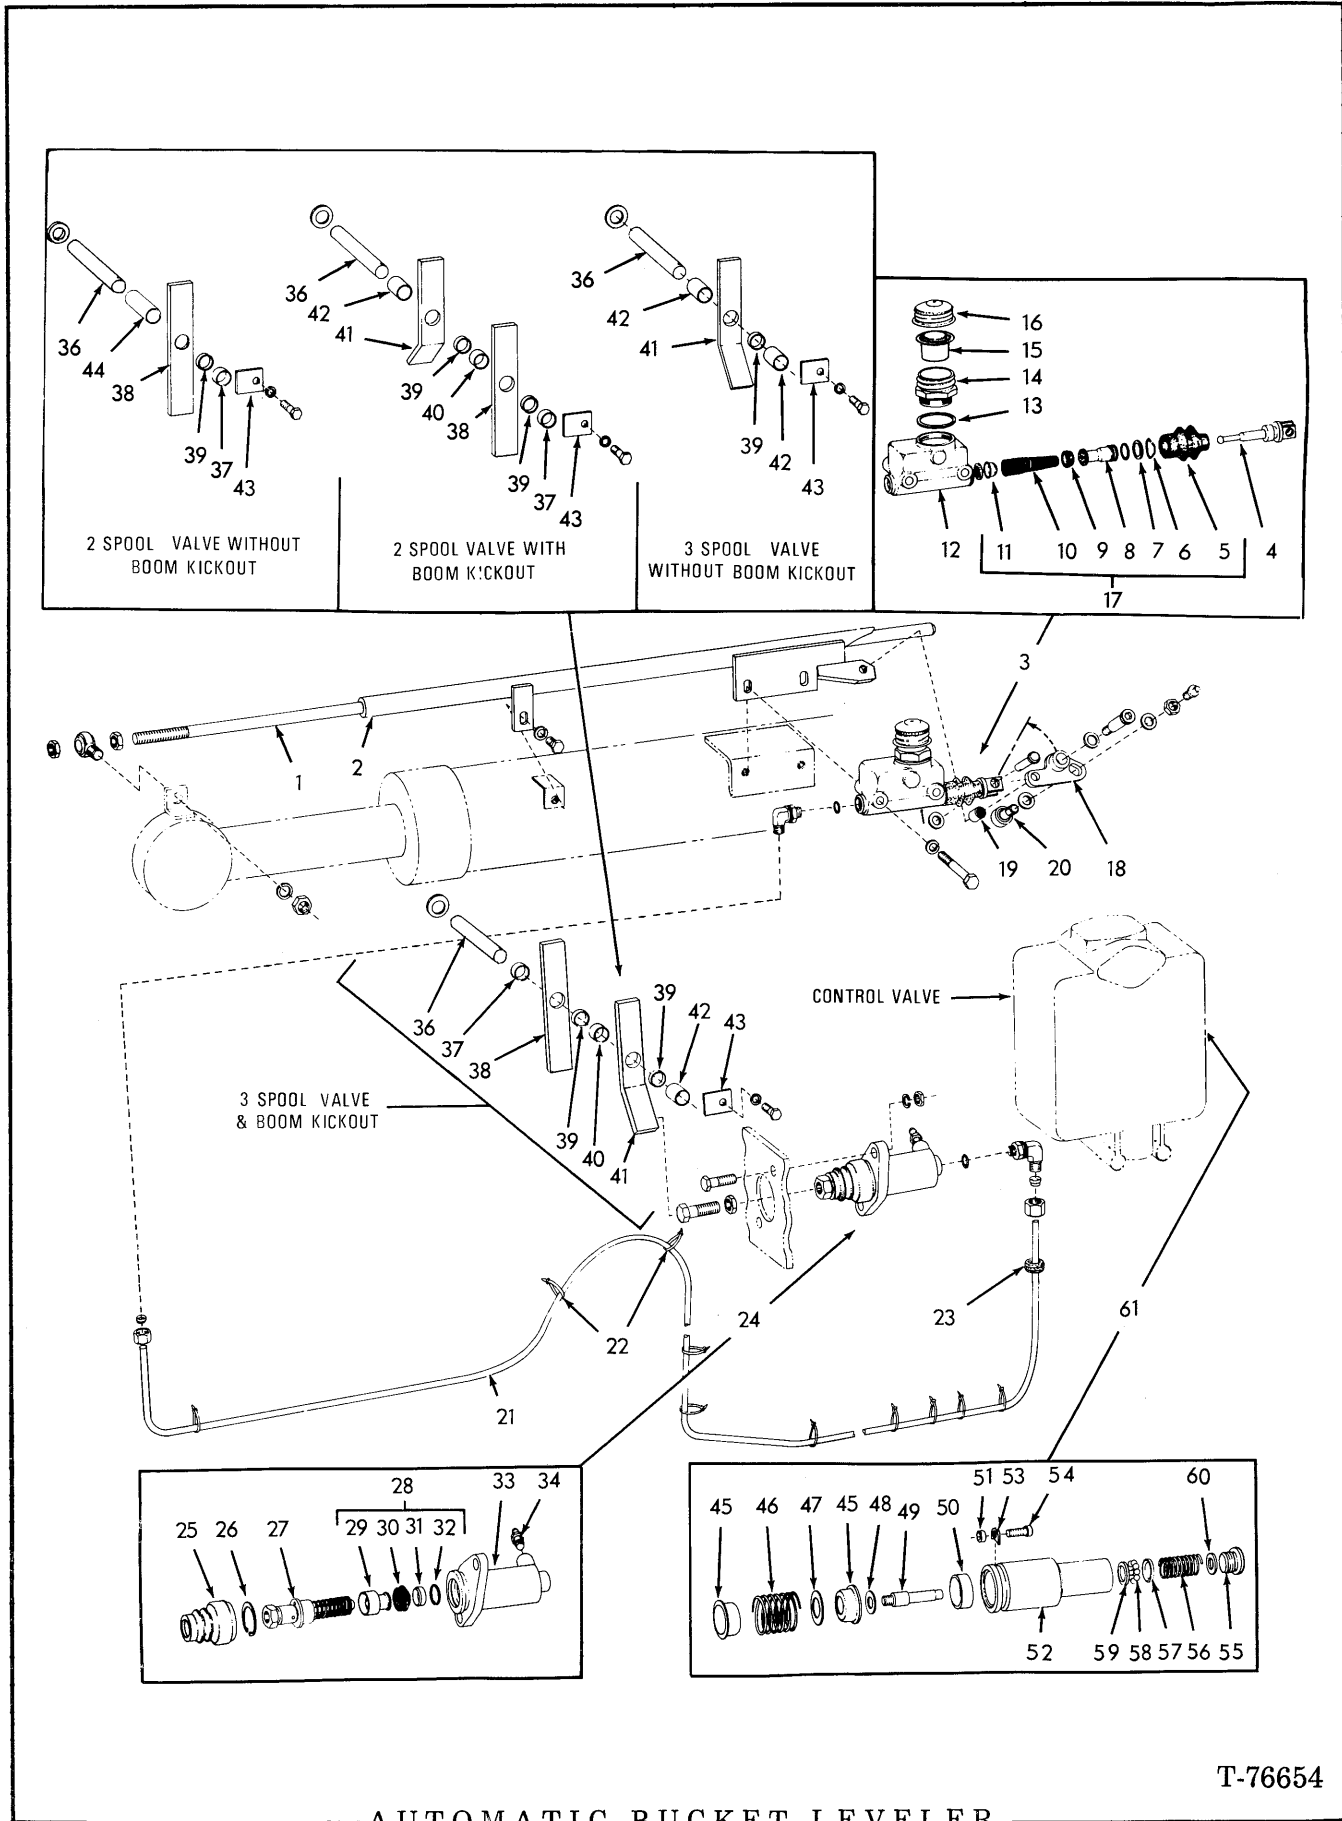 36
36
36
42
42
44
41
41
38
39
39
40
38
39
37
43
39
37
43
42
43
2 SPOOL VALVE WITHOUT
BOOM KICKOUT
2 SPOOL VALVE WITH
BOOM KICKOUT
3 SPOOL VALVE
WITHOUT BOOM KICKOUT
16
15
14
13
12 11 10 9 8 7 6 5 4
17
3
1 2
19 20 18
36
37
38
39
40
41
39
42
43
CONTROL VALVE
3 SPOOL VALVE
& BOOM KICKOUT
22
24
23
61
21
28
33 34
25 26 27 29 30 31 32
51 53 54 60
45 46 47 45 48 49 50
52 59 58 57 56 55
T-76654
AUTOMATIC BUCKET LEVELER